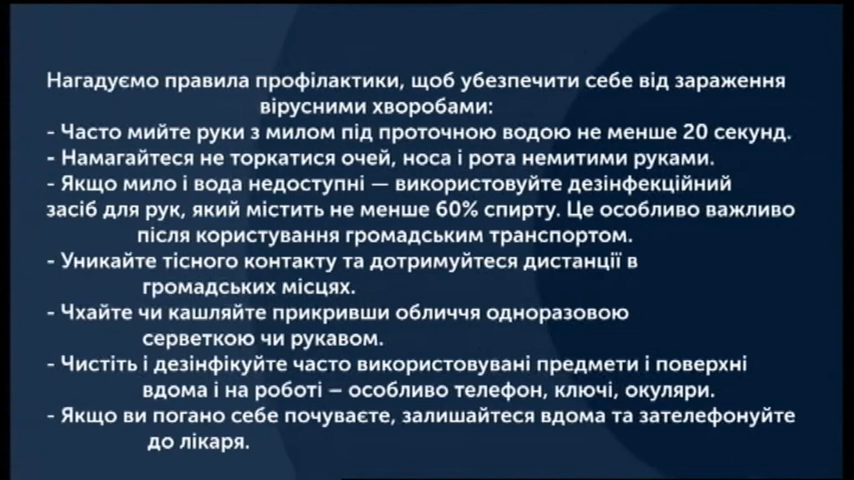 Нагадуємо правила профілактики, щоб убезпечити себе від зараження
вірусними хворобами:
- Часто мийте руки з милом під проточною водою не менше 20 секунд.
- Намагайтеся не торкатися очей, носа і рота немитими руками.
- Якщо мило і вода недоступні — використовуйте дезінфекційний
засіб для рук, який містить не менше 60% спирту. Це особливо важливо
після користування громадським транспортом.
- Уникайте тісного контакту та дотримуйтеся дистанції в
громадських місцях.
- Чхайте чи кашляйте прикривши обличчя одноразовою
серветкою чи рукавом.
- Чистіть і дезінфікуйте часто використовувані предмети і поверхні
вдома і на роботі – особливо телефон, ключі, окуляри.
- Якщо ви погано себе почуваєте, залишайтеся вдома та зателефонуйте
до лікаря.